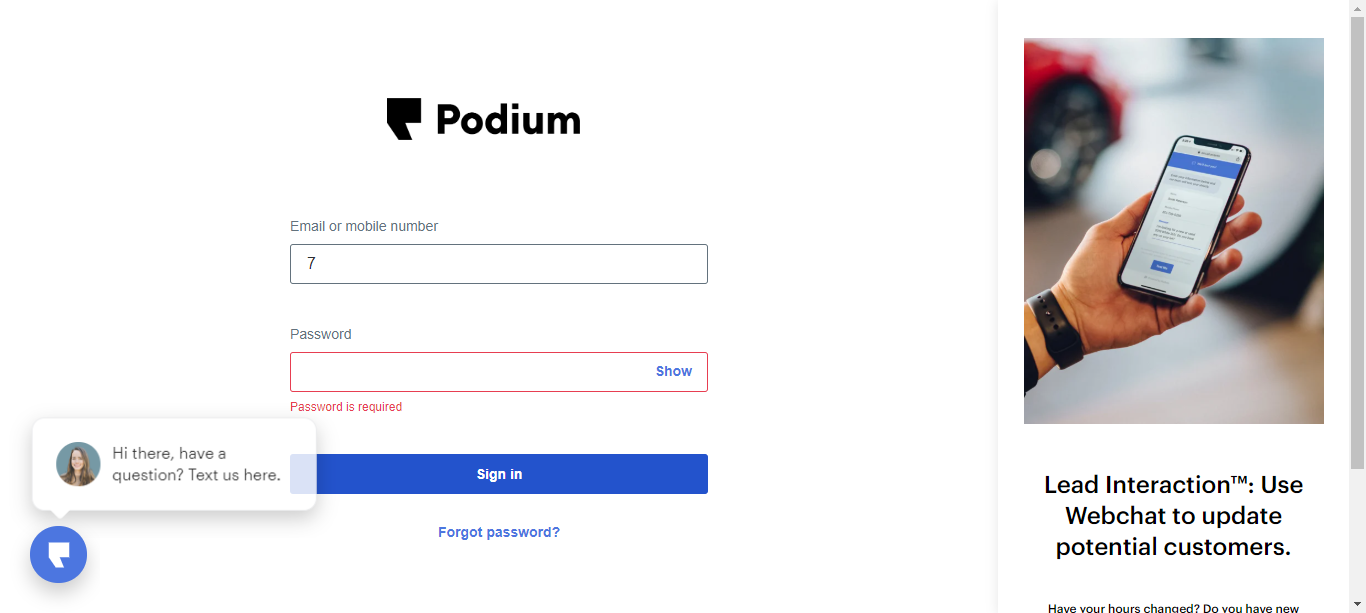 Podium
Email or mobile number
7
Password
Show
Password is required
Hi there, have a
question? Text us here.
Sign in
Forgot password?
Lead Interaction™: Use
Webchat to update
potential customers.
Have your hours changed? Do you have new